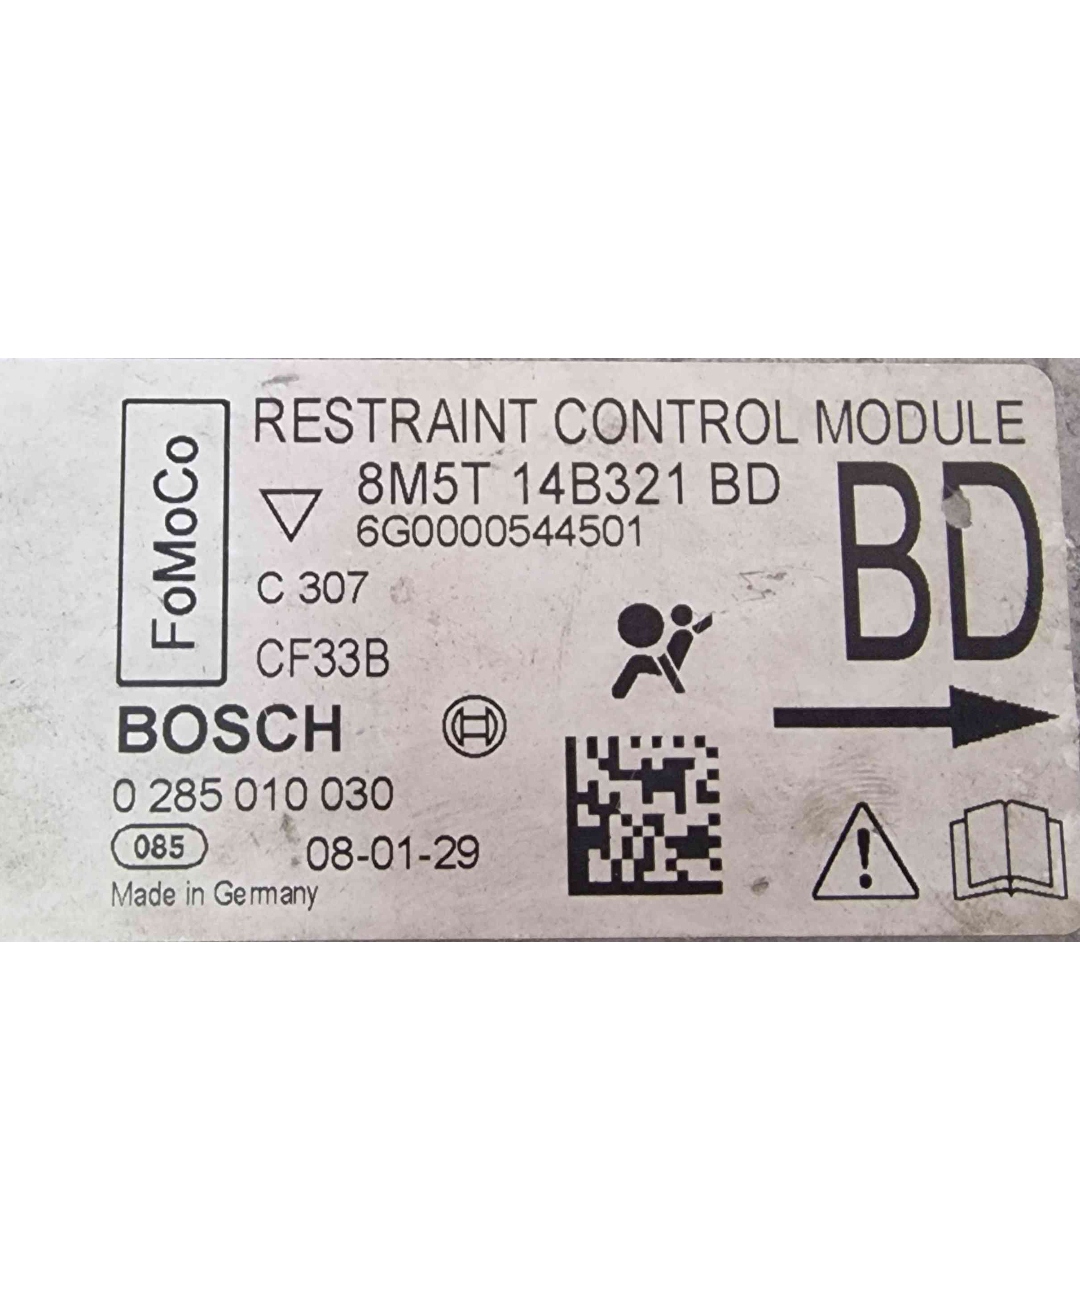 FoMoCo
RESTRAINT CONTROL MODULE
8M5T 14B321 BD
6G0000544501
BD
C 307
CF33B
BOSCH
0 285 010 030
085
08-01-29
Made in Germany